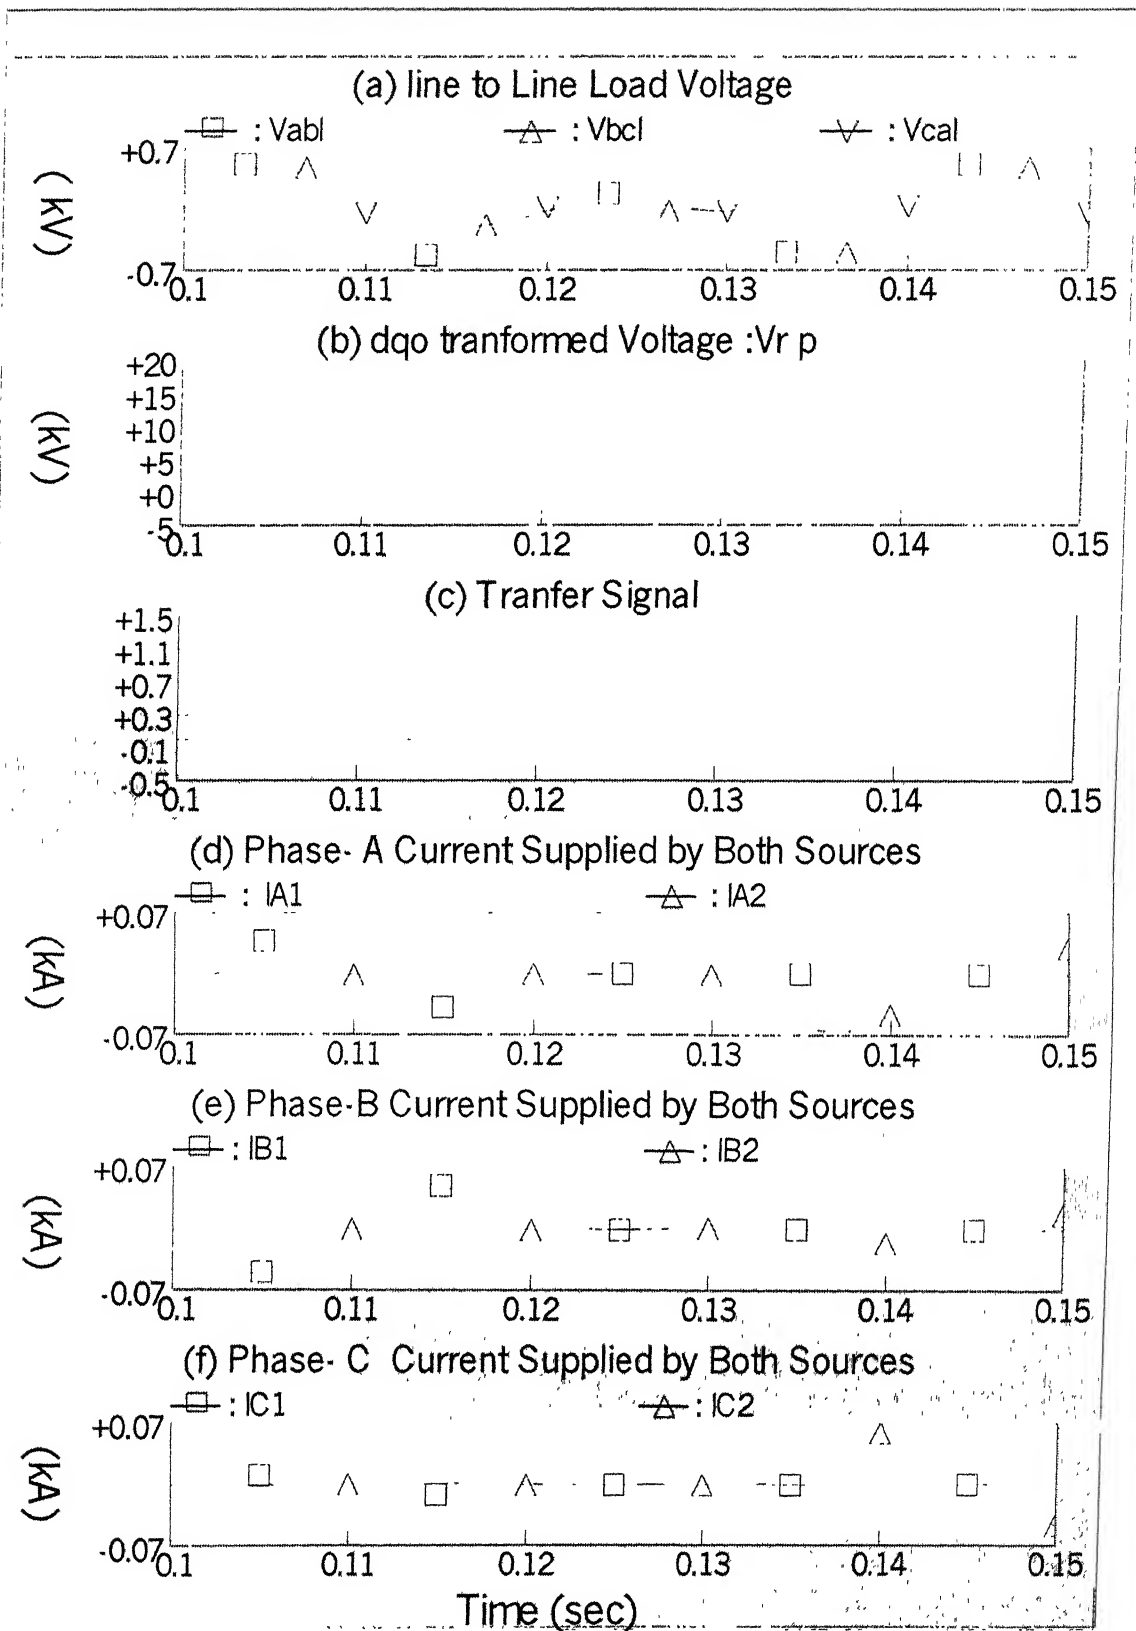 (a) line to Line Load Voltage
: Vabl : Vbcl : Vcal
+0.7
( kV)
-0.7
0.1 0.11 0.12 0.13 0.14 0.15
(b) dqo tranformed Voltage :Vr p
+20
+15
+10
(kV)
+5
+0
-5
0.1 0.11 0.12 0.13 0.14 0.15
(c) Tranfer Signal
+1.5
+1.1
+0.7
+0.3
-0.1
-0.5
0.1 0.11 0.12 0.13 0.14 0.15
(d) Phase- A Current Supplied by Both Sources
: IA1 : IA2
+0.07
(kA)
-0.07
0.1 0.11 0.12 0.13 0.14 0.15
(e) Phase-B Current Supplied by Both Sources
: IB1 : IB2
+0.07
(kA)
-0.07
0.1 0.11 0.12 0.13 0.14 0.15
(f) Phase- C Current Supplied by Both Sources
: IC1 : IC2
+0.07
(kA)
-0.07
0.1 0.11 0.12 0.13 0.14 0.15
Time (sec)